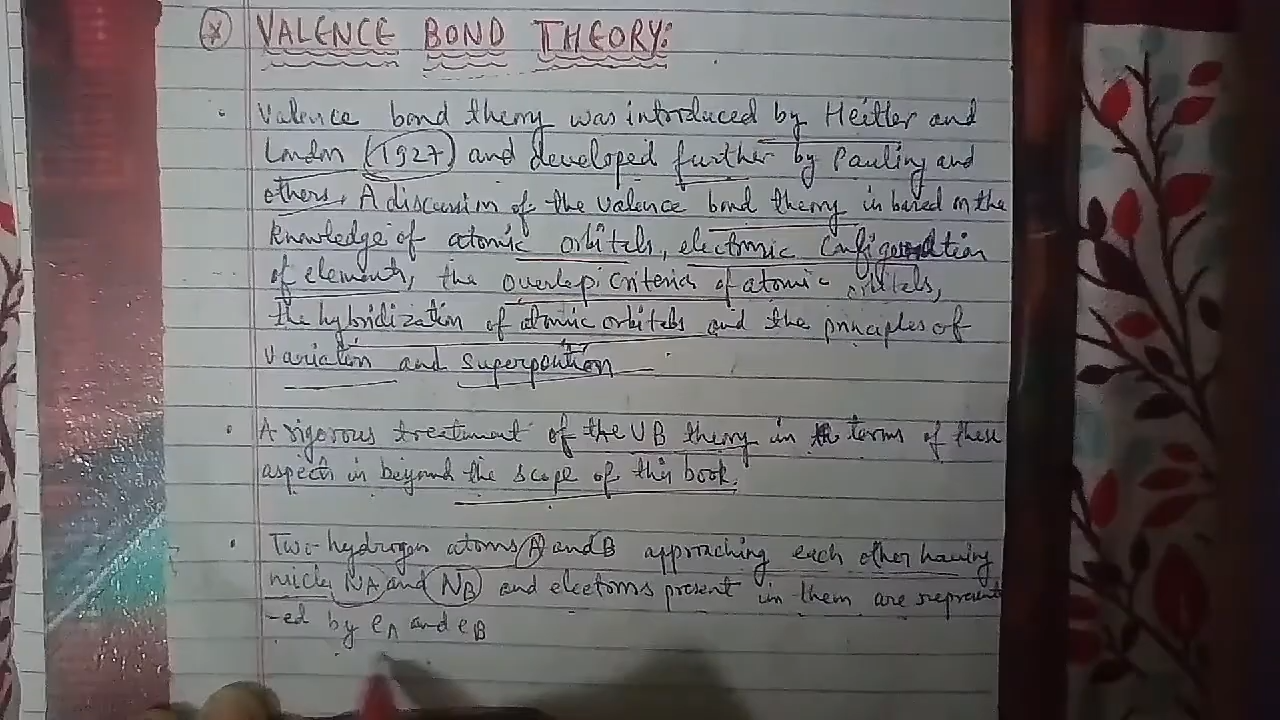 VALENCE BOND THEORY:
Valence bond theory was introduced by Heitler and
London (1927) and developed further by Pauling and
others, A discussion of the valence bond theory is based on the
knowledge of atomic orbitals, electronic configuration
of elements, the overlap criteria of atomic orbitals,
the hybridization of atomic orbitals and the principles of
variation and superposition
A rigorous treatment of the VB theory in terms of these
aspects is beyond the scope of this book.
Two-hydrogen atoms A and B approaching each other having
nuclei NA and NB and electrons present in them are represent
-ed by eA and eB